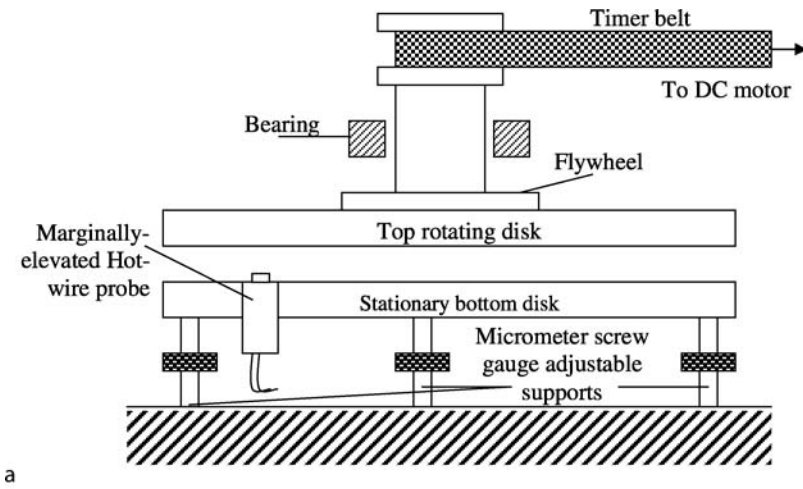 Timer belt
To DC motor
Bearing
Flywheel
Top rotating disk
Marginally-
elevated Hot-
wire probe
Stationary bottom disk
Micrometer screw
gauge adjustable
supports
a